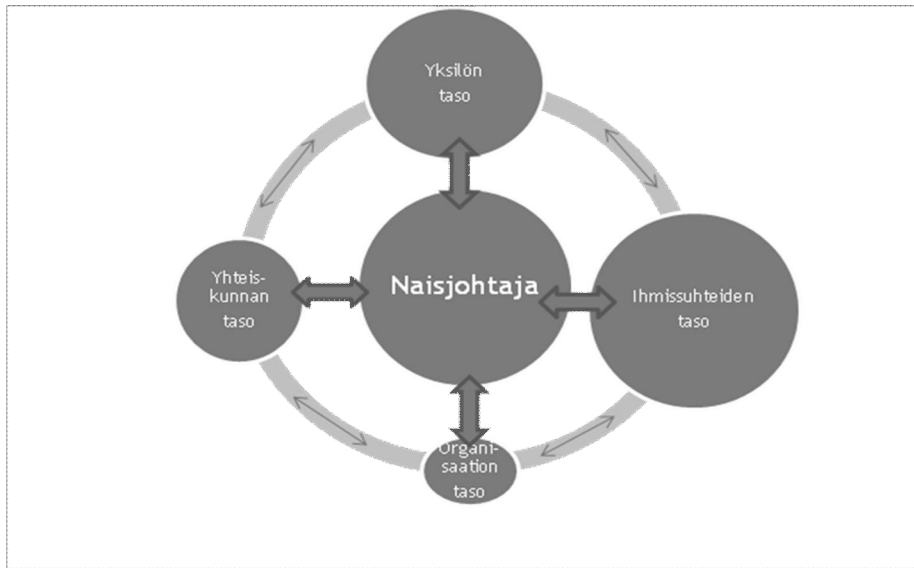 Yksilön
taso
Yhteis-
kunnan
taso
Naisjohtaja
Ihmissuhteiden
taso
Organi-
saation
taso